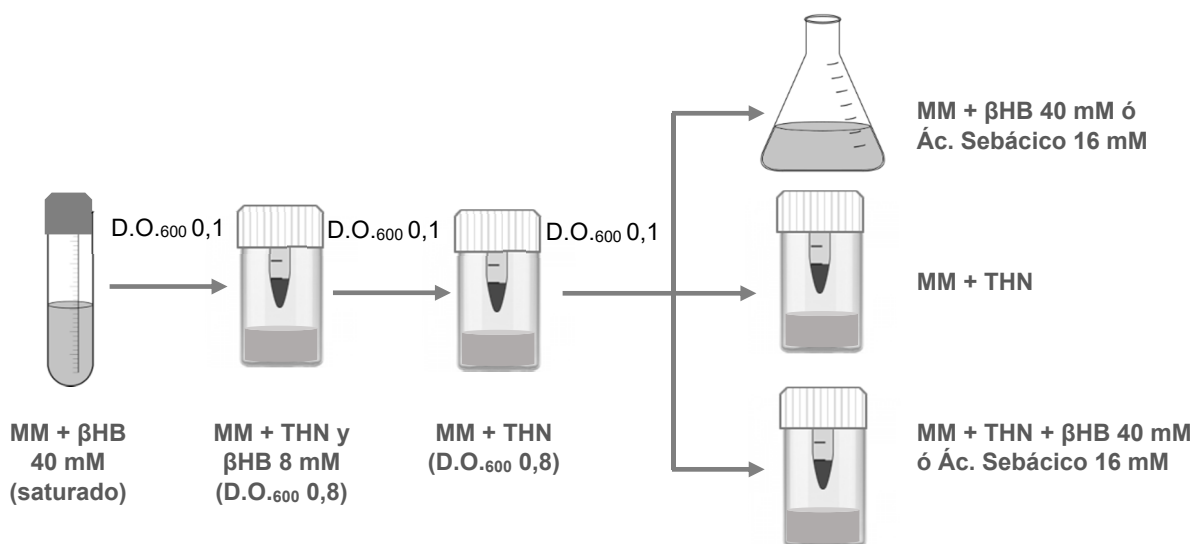 MM + βHB 40 mM ó
Ác. Sebácico 16 mM
D.O.600 0,1
D.O.600 0,1
D.O.600 0,1
MM + THN
MM + βHB
40 mM
(saturado)
MM + THN y
βHB 8 mM
(D.O.600 0,8)
MM + THN
(D.O.600 0,8)
MM + THN + βHB 40 mM
ó Ác. Sebácico 16 mM